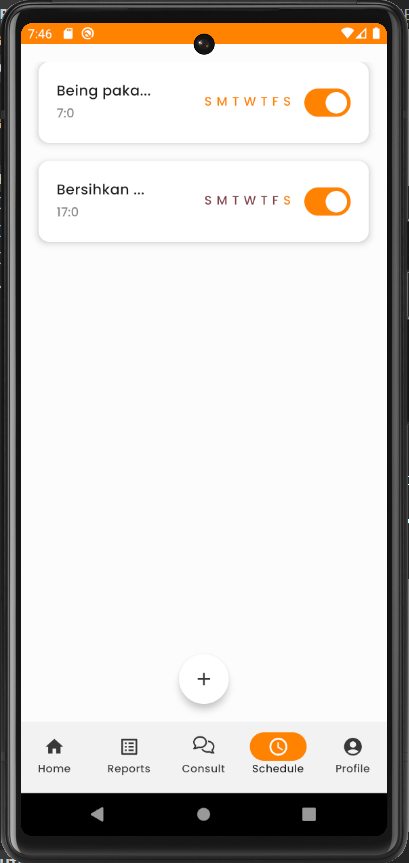 7:46
Being paka...
S M T W T F S
7:0
Bersihkan ...
S M T W T F S
17:0
+
Home
Reports
Consult
Schedule
Profile